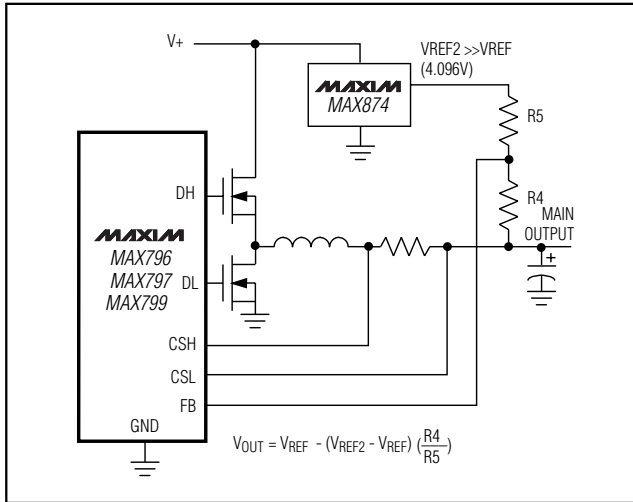 V+
VREF2 >>VREF
(4.096V)
MAXIM
MAX874
R5
R4
MAIN
OUTPUT
+
DH
MAXIM
MAX796
MAX797
MAX799
DL
CSH
CSL
FB
GND
VOUT = VREF - (VREF2 - VREF) (R4/R5)